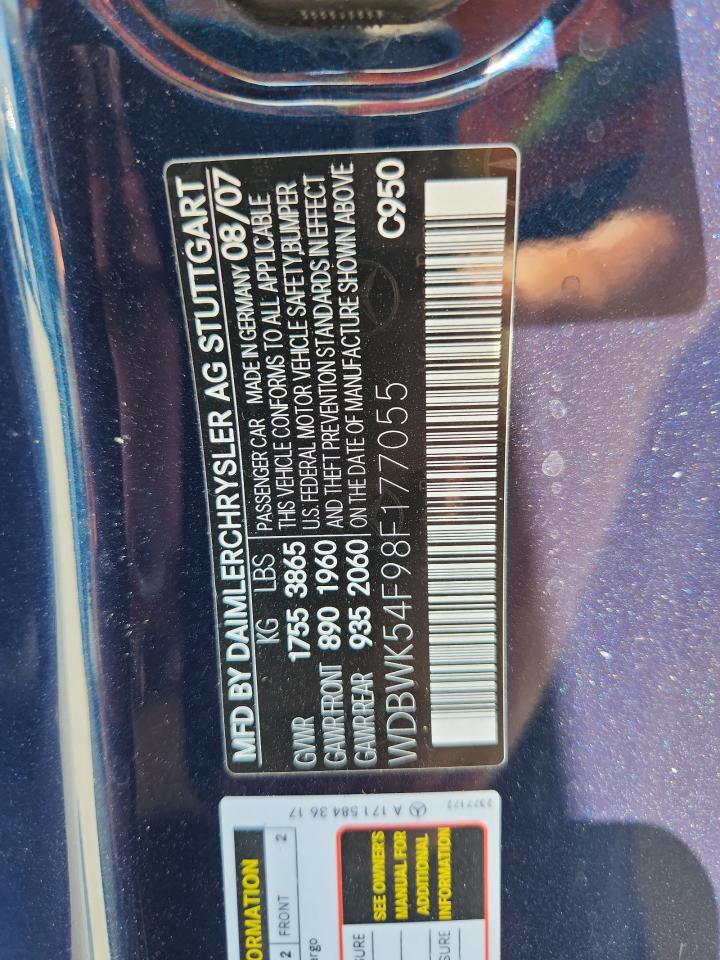 MFD BY DAIMLERCHRYSLER AG STUTTGART
KG LBS PASSENGER CAR MADE IN GERMANY 08/07
GVWR 1755 3865 THIS VEHICLE CONFORMS TO ALL APPLICABLE
U.S. FEDERAL MOTOR VEHICLE SAFETY BUMPER
GAWR FRONT 890 1960 AND THEFT PREVENTION STANDARDS IN EFFECT
GAWR REAR 935 2060 ON THE DATE OF MANUFACTURE SHOWN ABOVE
WDBWK54F98F177055 C950
A 171 584 36 17
ORMATION
2 FRONT 2
argo
SURE
SURE
SEE OWNER'S
MANUAL FOR
ADDITIONAL
INFORMATION